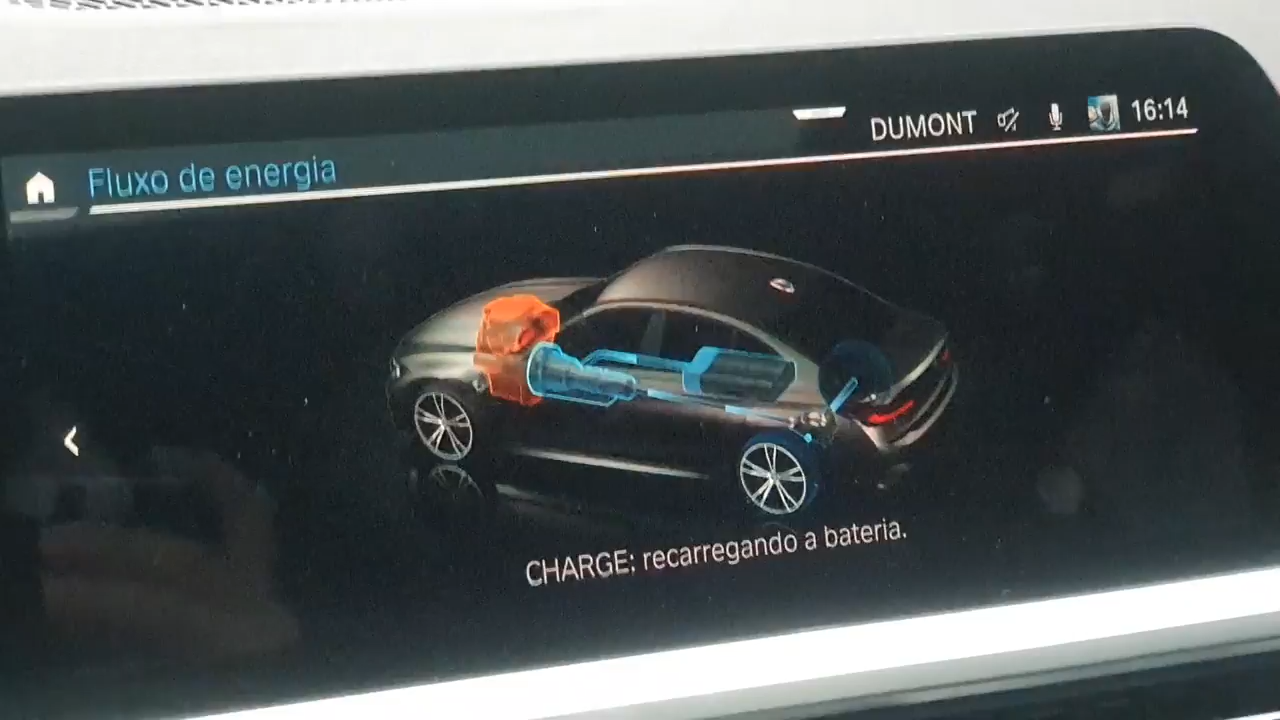 DUMONT 16:14
Fluxo de energia
CHARGE: recarregando a bateria.